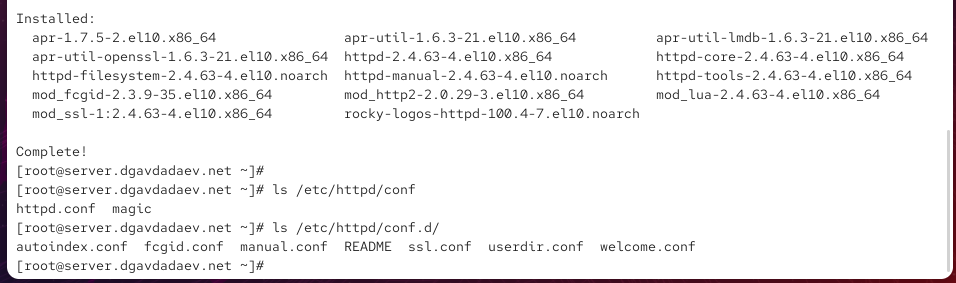 Installed:
  apr-1.7.5-2.el10.x86_64                apr-util-1.6.3-21.el10.x86_64          apr-util-lmdb-1.6.3-21.el10.x86_64
  apr-util-openssl-1.6.3-21.el10.x86_64  httpd-2.4.63-4.el10.x86_64             httpd-core-2.4.63-4.el10.x86_64
  httpd-filesystem-2.4.63-4.el10.noarch  httpd-manual-2.4.63-4.el10.noarch      httpd-tools-2.4.63-4.el10.x86_64
  mod_fcgid-2.3.9-35.el10.x86_64         mod_http2-2.0.29-3.el10.x86_64         mod_lua-2.4.63-4.el10.x86_64
  mod_ssl-1:2.4.63-4.el10.x86_64         rocky-logos-httpd-100.4-7.el10.noarch

Complete!
[root@server.dgavdadaev.net ~]#
[root@server.dgavdadaev.net ~]# ls /etc/httpd/conf
httpd.conf  magic
[root@server.dgavdadaev.net ~]# ls /etc/httpd/conf.d/
autoindex.conf  fcgid.conf  manual.conf  README  ssl.conf  userdir.conf  welcome.conf
[root@server.dgavdadaev.net ~]#